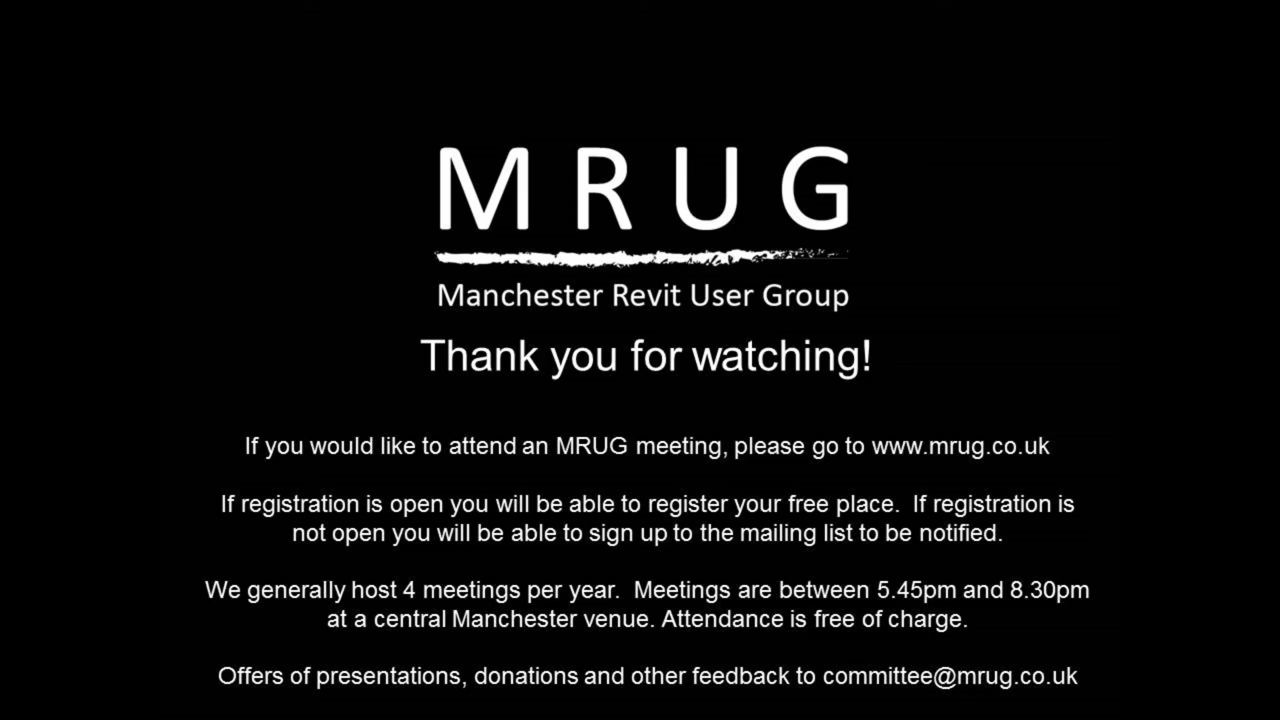 M R U G
Manchester Revit User Group
Thank you for watching!
If you would like to attend an MRUG meeting, please go to www.mrug.co.uk
If registration is open you will be able to register your free place.  If registration is
not open you will be able to sign up to the mailing list to be notified.
We generally host 4 meetings per year.  Meetings are between 5.45pm and 8.30pm
at a central Manchester venue. Attendance is free of charge.
Offers of presentations, donations and other feedback to committee@mrug.co.uk